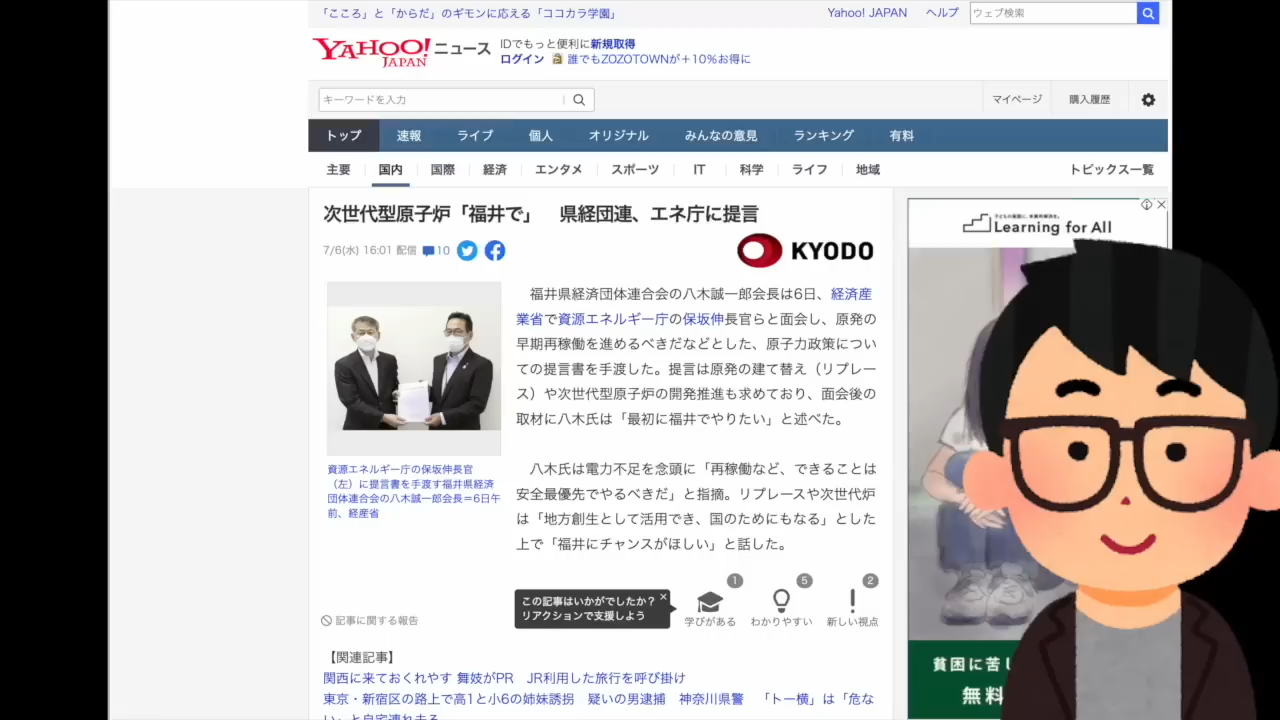 「こころ」と「からだ」のギモンに応える「ココカラ学園」
Yahoo! JAPAN ヘルプ ウェブ検索
YAHOO! JAPAN ニュース
IDでもっと便利に新規取得
ログイン 誰でもZOZOTOWNが+10%お得に
キーワードを入力
マイページ 購入履歴
トップ 速報 ライブ 個人 オリジナル みんなの意見 ランキング 有料
主要 国内 国際 経済 エンタメ スポーツ IT 科学 ライフ 地域 トピックス一覧
次世代型原子炉「福井で」 県経団連、エネ庁に提言
7/6(水) 16:01 配信 10
KYODO
福井県経済団体連合会の八木誠一郎会長は6日、経済産
業省で資源エネルギー庁の保坂伸長官らと面会し、原発の
早期再稼働を進めるべきだなどとした、原子力政策につい
ての提言書を手渡した。提言は原発の建て替え(リプレー
ス)や次世代型原子炉の開発推進も求めており、面会後の
取材に八木氏は「最初に福井でやりたい」と述べた。
八木氏は電力不足を念頭に「再稼働など、できることは
安全最優先でやるべきだ」と指摘。リプレースや次世代炉
は「地方創生として活用でき、国のためにもなる」とした
上で「福井にチャンスがほしい」と話した。
資源エネルギー庁の保坂伸長官
(左)に提言書を手渡す福井県経済
団体連合会の八木誠一郎会長=6日午
前、経産省
この記事はいかがでしたか?
リアクションで支援しよう
1 5 2
学びがある わかりやすい 新しい視点
記事に関する報告
【関連記事】
関西に来ておくれやす 舞妓がPR JR利用した旅行を呼び掛け
東京・新宿区の路上で高1と小6の姉妹誘拐 疑いの男逮捕 神奈川県警 「トー横」は「危な
い」と自宅連れ去る
Learning for All
貧困に苦し
無料